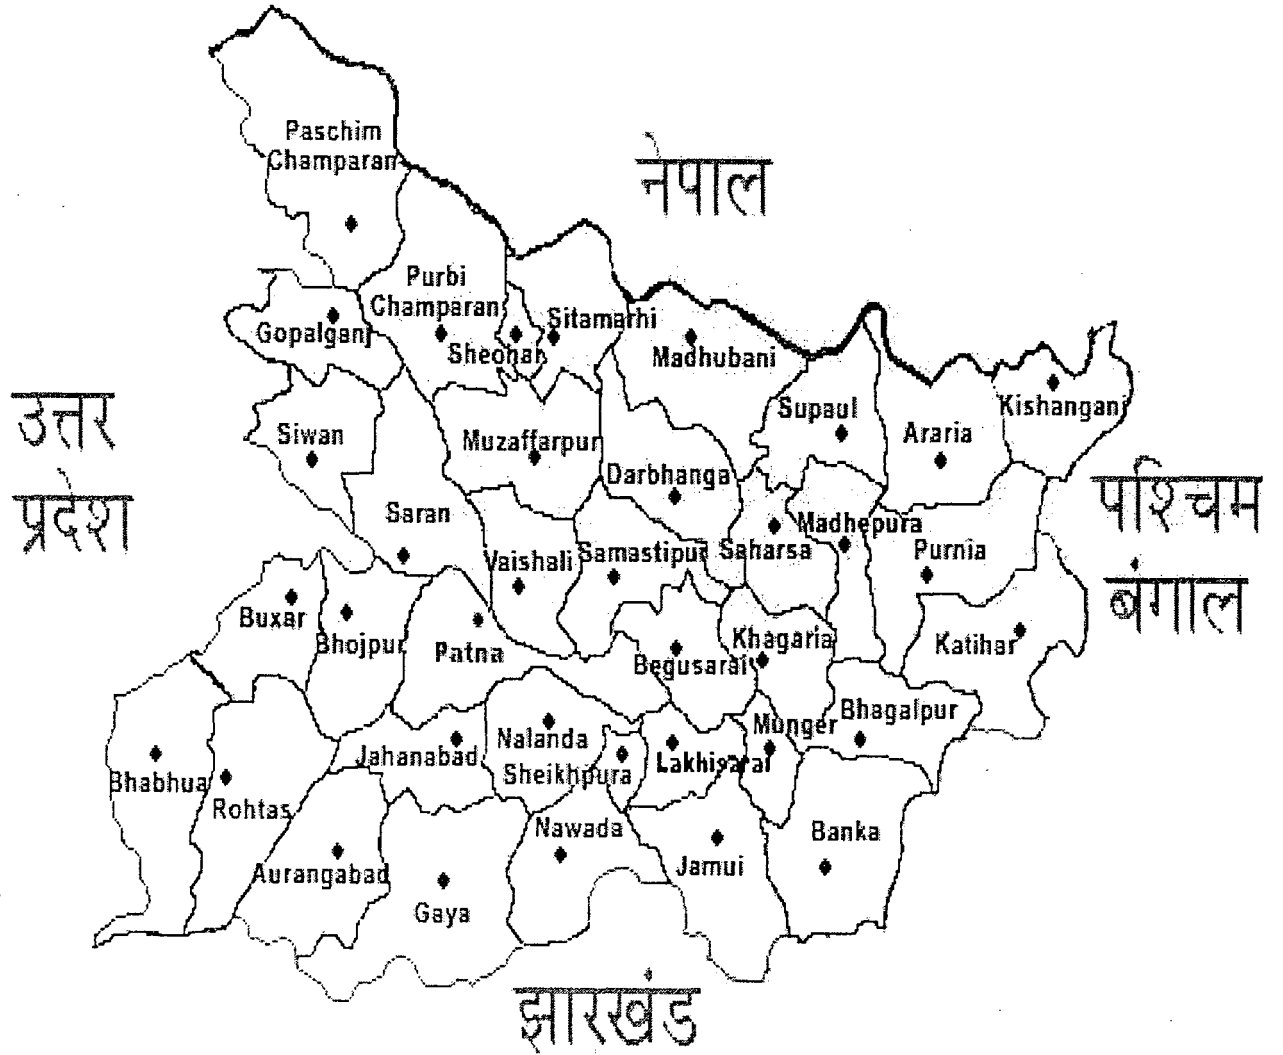 Paschim
Champaran
नेपाल
Purbi
Champaran
Gopalganj
Sheohar
Sitamarhi
Madhubani
Supaul
Araria
Kishanganj
उत्तर
प्रदेश
Siwan
Muzaffarpur
Darbhanga
पश्चिम
बंगाल
Saran
Vaishali
Samastipur
Saharsa
Madhepura
Purnia
Buxar
Bhojpur
Patna
Begusarai
Khagaria
Katihar
Bhabhua
Rohtas
Jahanabad
Nalanda
Sheikhpura
Lakhisarai
Munger
Bhagalpur
Aurangabad
Gaya
Nawada
Jamui
Banka
झारखंड